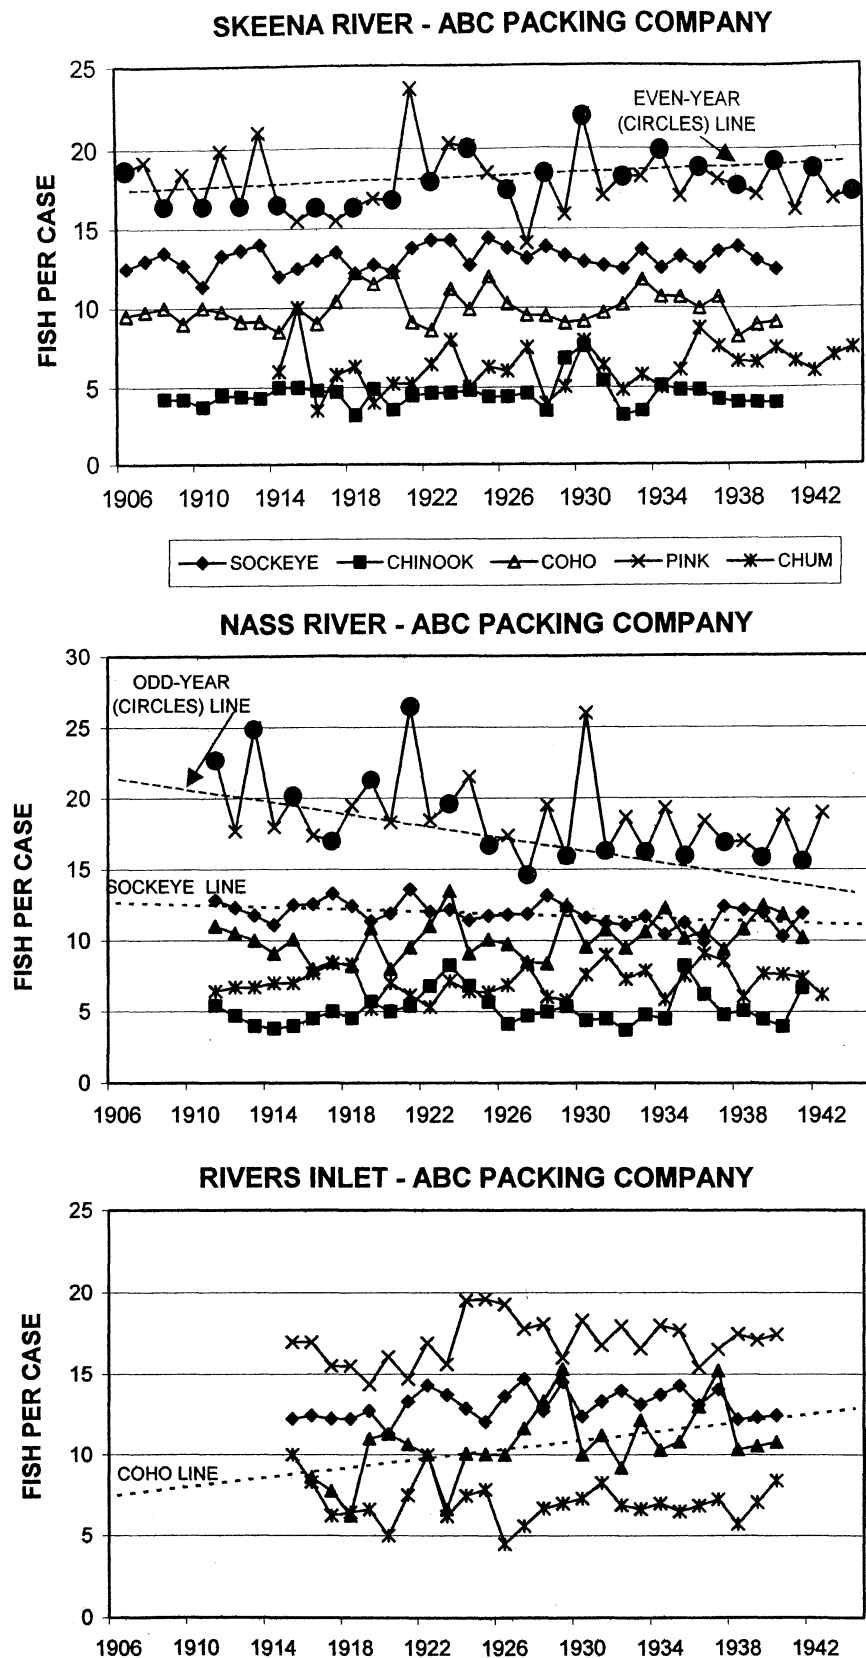 SKEENA RIVER - ABC PACKING COMPANY
25
20
15
10
5
0
FISH PER CASE
EVEN-YEAR
(CIRCLES) LINE
1906 1910 1914 1918 1922 1926 1930 1934 1938 1942
SOCKEYE CHINOOK COHO PINK CHUM
NASS RIVER - ABC PACKING COMPANY
30
25
20
15
10
5
0
FISH PER CASE
ODD-YEAR
(CIRCLES) LINE
SOCKEYE LINE
1906 1910 1914 1918 1922 1926 1930 1934 1938 1942
RIVERS INLET - ABC PACKING COMPANY
25
20
15
10
5
0
FISH PER CASE
COHO LINE
1906 1910 1914 1918 1922 1926 1930 1934 1938 1942